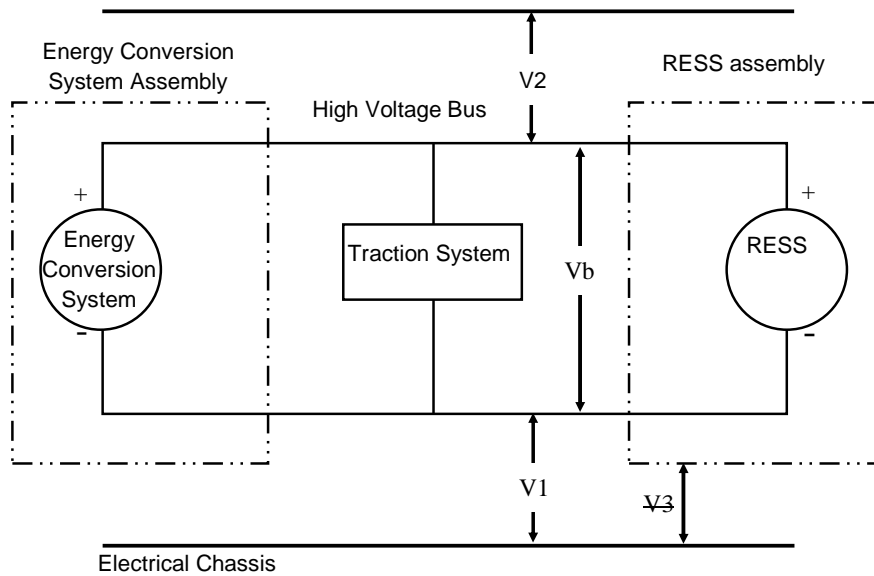 Energy Conversion
System Assembly
V2
RESS assembly
High Voltage Bus
+
+
Energy
Conversion
System
Traction System
Vb
RESS
-
-
V1
V3
Electrical Chassis